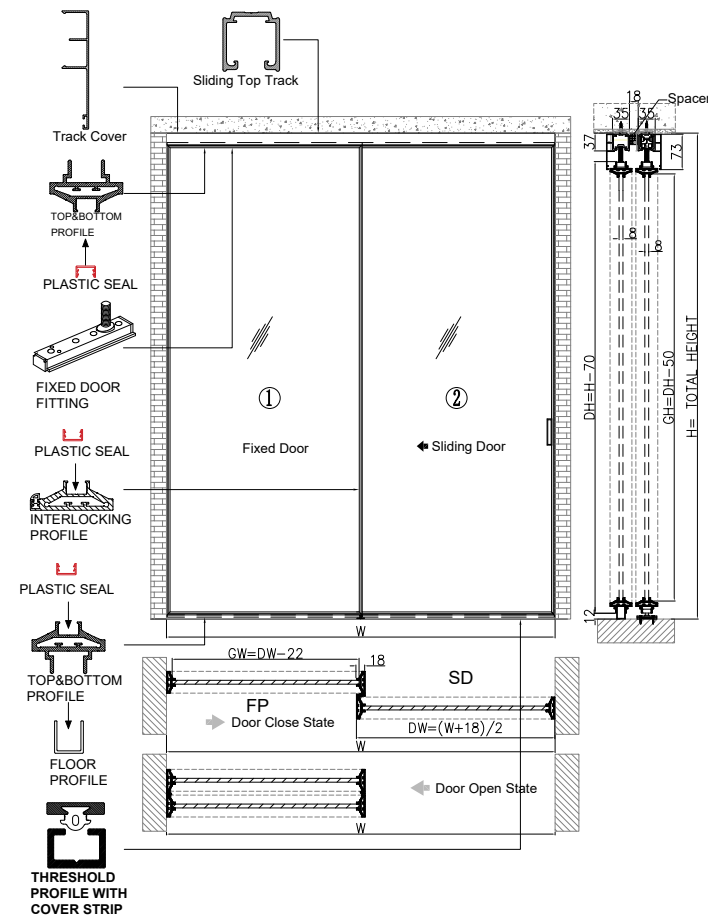 Sliding Top Track
Track Cover
TOP&BOTTOM
PROFILE
PLASTIC SEAL
FIXED DOOR
FITTING
PLASTIC SEAL
INTERLOCKING
PROFILE
PLASTIC SEAL
TOP&BOTTOM
PROFILE
FLOOR
PROFILE
THRESHOLD
PROFILE WITH
COVER STRIP
①
Fixed Door
②
Sliding Door
W
GW=DW-22
18
SD
FP
Door Close State
DW=(W+18)/2
W
Door Open State
W
18
Spacer
35
35
37
73
8
8
DH=H-70
GH=DH-50
H= TOTAL HEIGHT
12